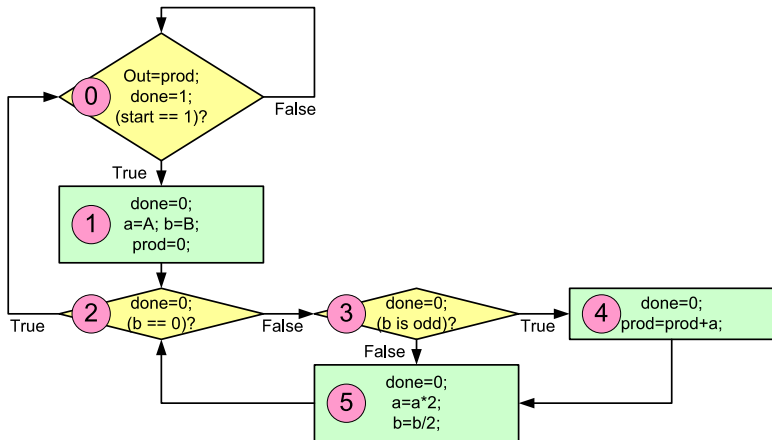 Out=prod;
done=1;
(start == 1)?
0
False
True
done=0;
a=A; b=B;
prod=0;
1
done=0;
(b == 0)?
2
True
False
done=0;
(b is odd)?
3
True
False
done=0;
prod=prod+a;
4
done=0;
a=a*2;
b=b/2;
5